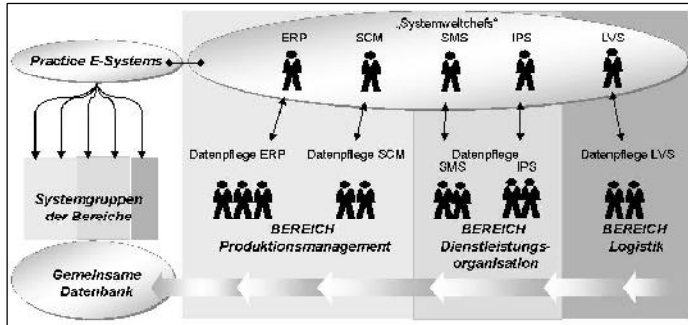 „Systemweltchefs“
ERP SCM SMS IPS LVS
Practice E-Systems
Datenpflege ERP Datenpflege SCM Datenpflege Datenpflege LVS
SMS IPS
Systemgruppen
der Bereiche
BEREICH BEREICH BEREICH
Produktionsmanagement Dienstleistungs- Logistik
organisation
Gemeinsame
Datenbank